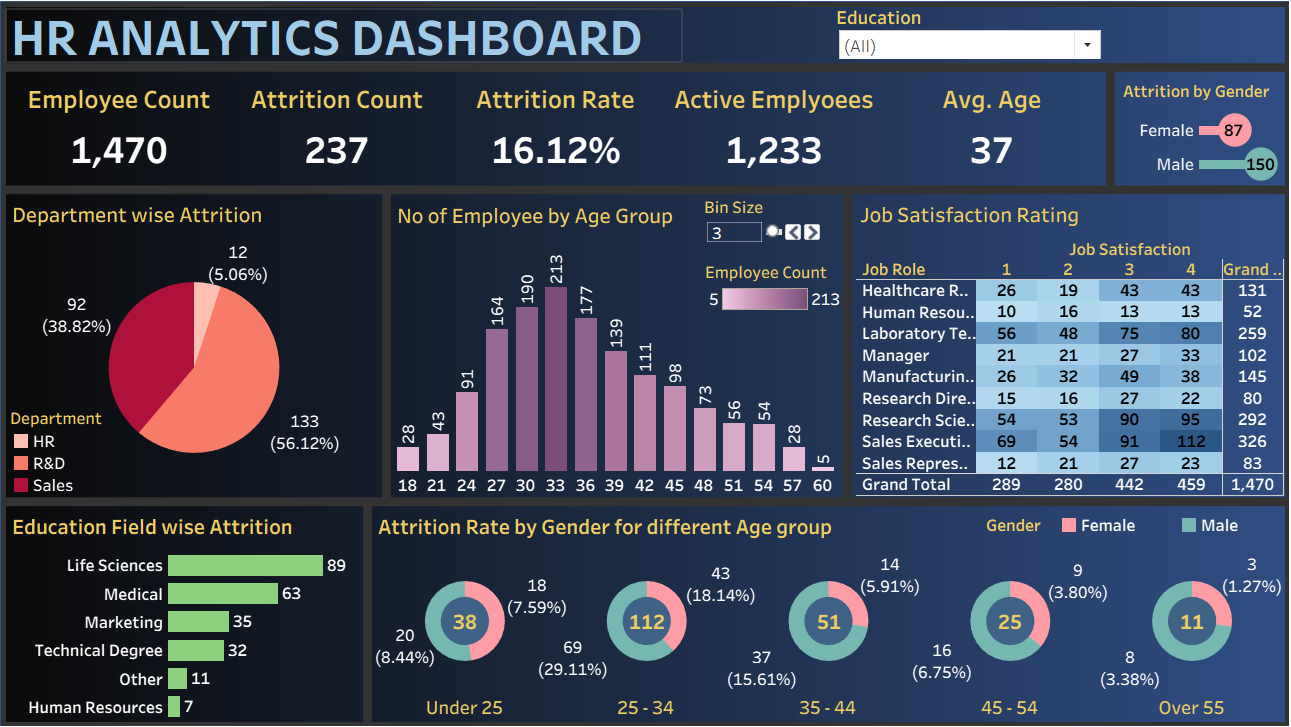 HR ANALYTICS DASHBOARD
Education
(All)
Employee Count
Attrition Count
Attrition Rate
Active Emplyoees
Avg. Age
1,470
237
16.12%
1,233
37
Attrition by Gender
Female 87
Male 150
Department wise Attrition
12
(5.06%)
92
(38.82%)
133
(56.12%)
Department
HR
R&D
Sales
No of Employee by Age Group
Bin Size
3
Employee Count
5 213
28 43 91 164 190 213 177 139 111 98 73 56 54 28 5
18 21 24 27 30 33 36 39 42 45 48 51 54 57 60
Job Satisfaction Rating
Job Satisfaction
Job Role 1 2 3 4 Grand ..
Healthcare R.. 26 19 43 43 131
Human Resou.. 10 16 13 13 52
Laboratory Te.. 56 48 75 80 259
Manager 21 21 27 33 102
Manufacturin.. 26 32 49 38 145
Research Dire.. 15 16 27 22 80
Research Scie.. 54 53 90 95 292
Sales Executi.. 69 54 91 112 326
Sales Repres.. 12 21 27 23 83
Grand Total 289 280 442 459 1,470
Education Field wise Attrition
Life Sciences 89
Medical 63
Marketing 35
Technical Degree 32
Other 11
Human Resources 7
Attrition Rate by Gender for different Age group
Gender Female Male
18
(7.59%)
38
20
(8.44%)
Under 25
43
(18.14%)
112
69
(29.11%)
25 - 34
14
(5.91%)
51
37
(15.61%)
35 - 44
9
(3.80%)
25
16
(6.75%)
45 - 54
3
(1.27%)
11
8
(3.38%)
Over 55